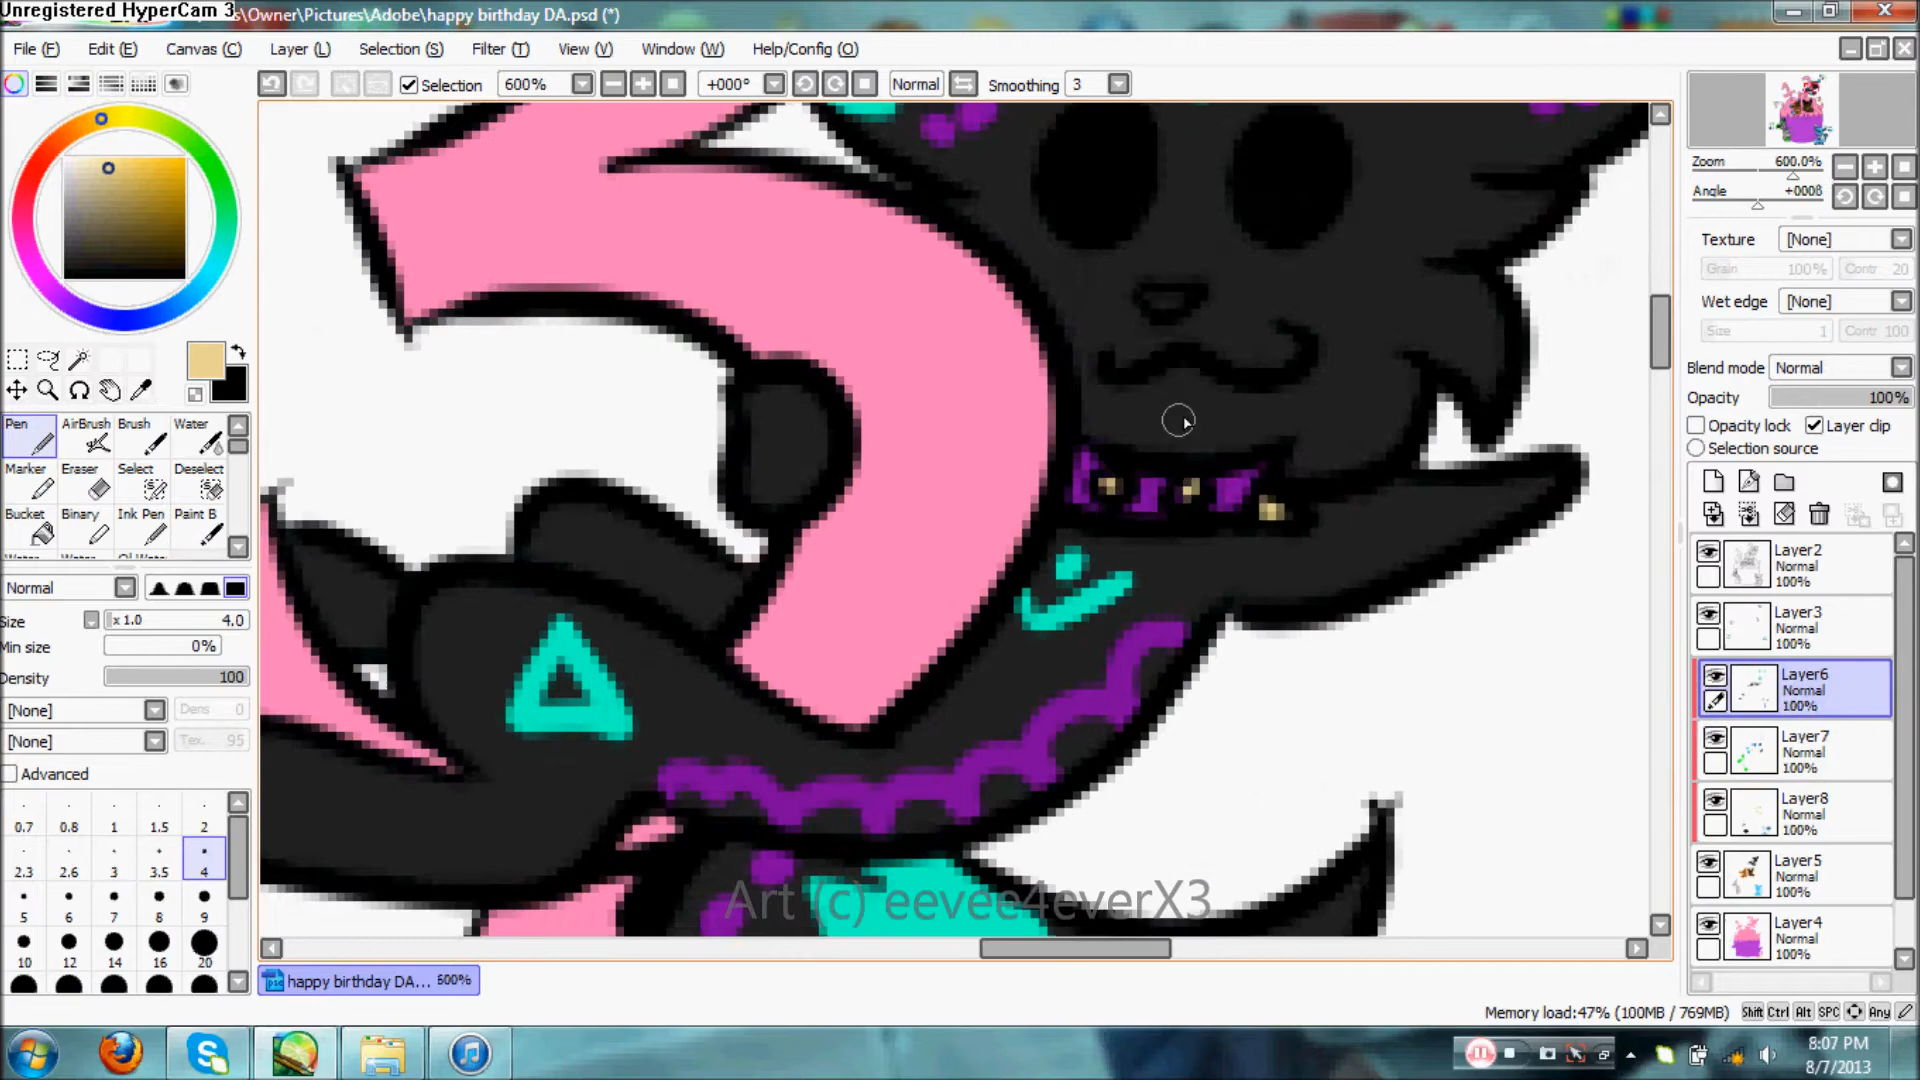 Unregistered HyperCam 3
s\Owner\Pictures\Adobe\happy birthday DA.psd (*)
File (F) Edit (E) Canvas (C) Layer (L) Selection (S) Filter (T) View (V) Window (W) Help/Config (O)
Selection 600% +000° Normal Smoothing 3
Zoom 600.0%
Angle +000ß
Texture [None]
Grain 100% Contr 20
Wet edge [None]
Size 1 Contr 100
Blend mode Normal
Opacity 100%
Opacity lock Layer clip
Selection source
Pen AirBrush Brush Water
Marker Eraser Select Deselect
Bucket Binary Ink Pen Paint B
Normal
Size x 1.0 4.0
Min size 0%
Density 100
[None] Dens 0
[None] Tex. 95
Advanced
0.7 0.8 1 1.5 2
2.3 2.6 3 3.5 4
5 6 7 8 9
10 12 14 16 20
Layer2
Normal
100%
Layer3
Normal
100%
Layer6
Normal
100%
Layer7
Normal
100%
Layer8
Normal
100%
Layer5
Normal
100%
Layer4
Normal
100%
Art (c) eevee4everX3
happy birthday DA... 600%
Memory load:47% (100MB / 769MB) Shift Ctrl Alt SPC Any
8:07 PM
8/7/2013